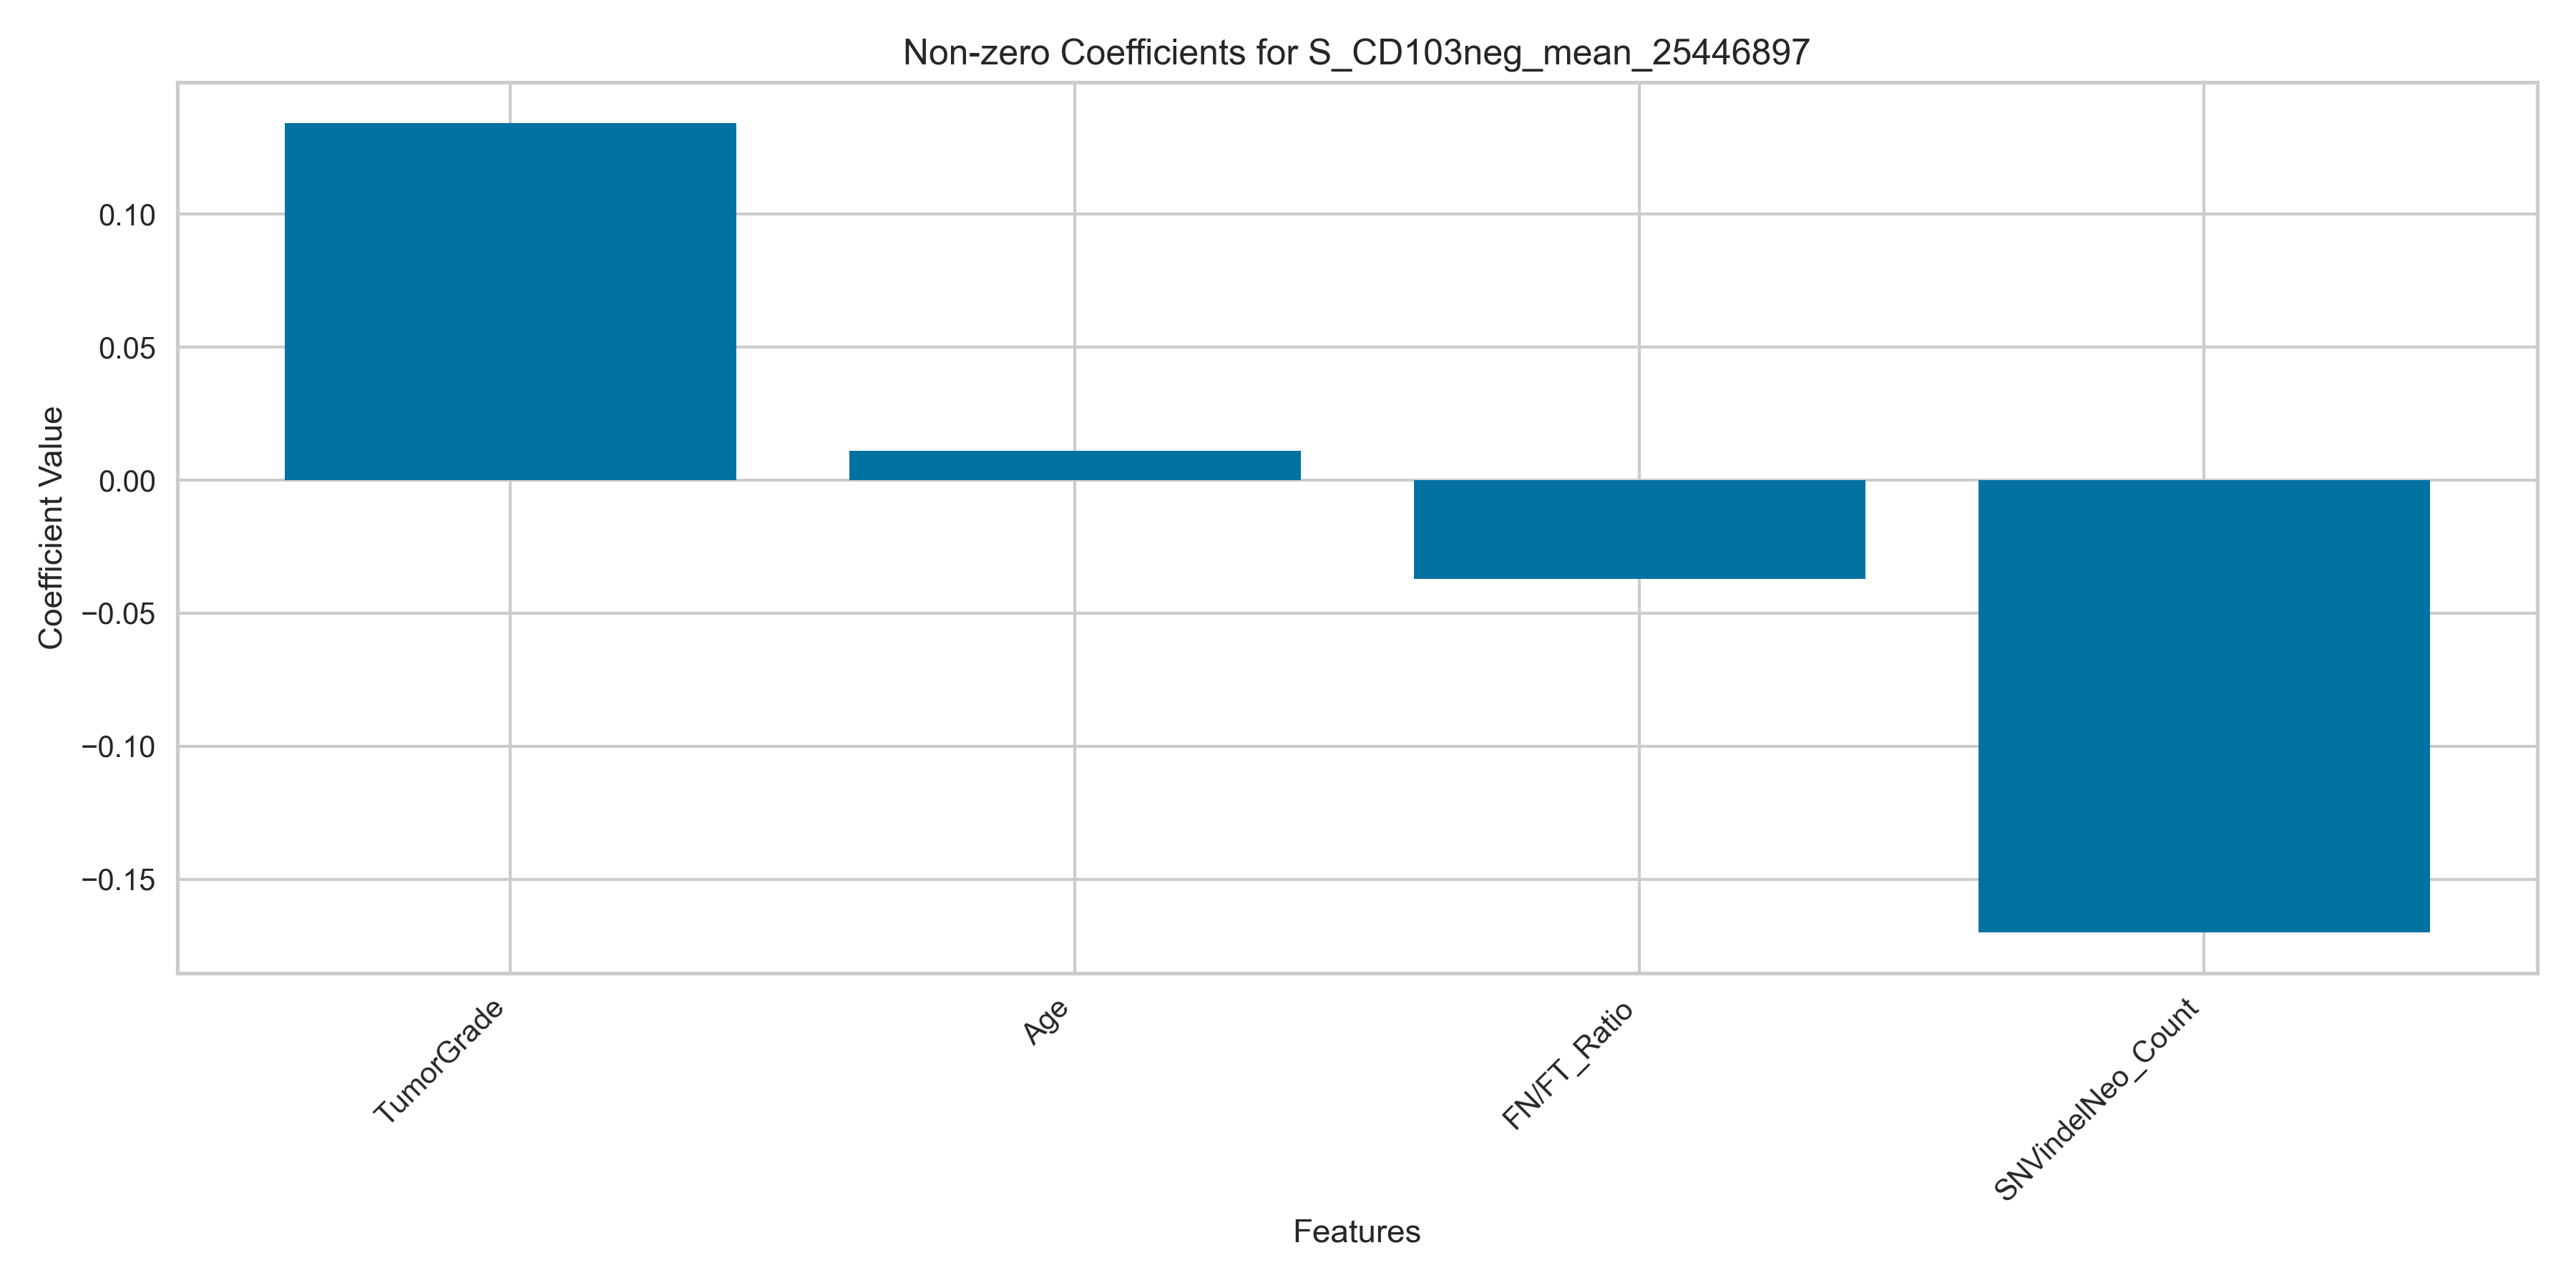 Non-zero Coefficients for S_CD103neg_mean_25446897
Coefficient Value
0.10
0.05
0.00
−0.05
−0.10
−0.15
TumorGrade
Age
FN/FT_Ratio
SNVindelNeo_Count
Features